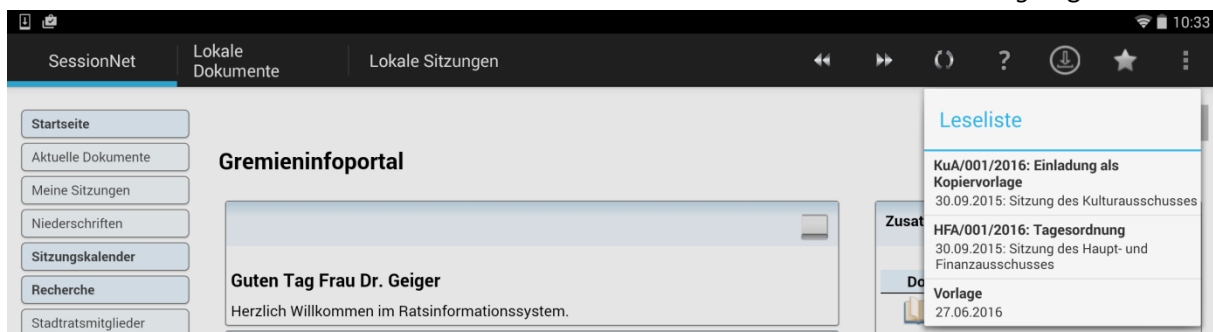 10:33
SessionNet
Lokale
Dokumente
Lokale Sitzungen
?
Startseite
Aktuelle Dokumente
Meine Sitzungen
Niederschriften
Sitzungskalender
Recherche
Stadtratsmitglieder
Gremieninfoportal
Guten Tag Frau Dr. Geiger
Herzlich Willkommen im Ratsinformationssystem.
Zusat
Do
Leseliste
KuA/001/2016: Einladung als
Kopiervorlage
30.09.2015: Sitzung des Kulturausschusses
HFA/001/2016: Tagesordnung
30.09.2015: Sitzung des Haupt- und
Finanzausschusses
Vorlage
27.06.2016